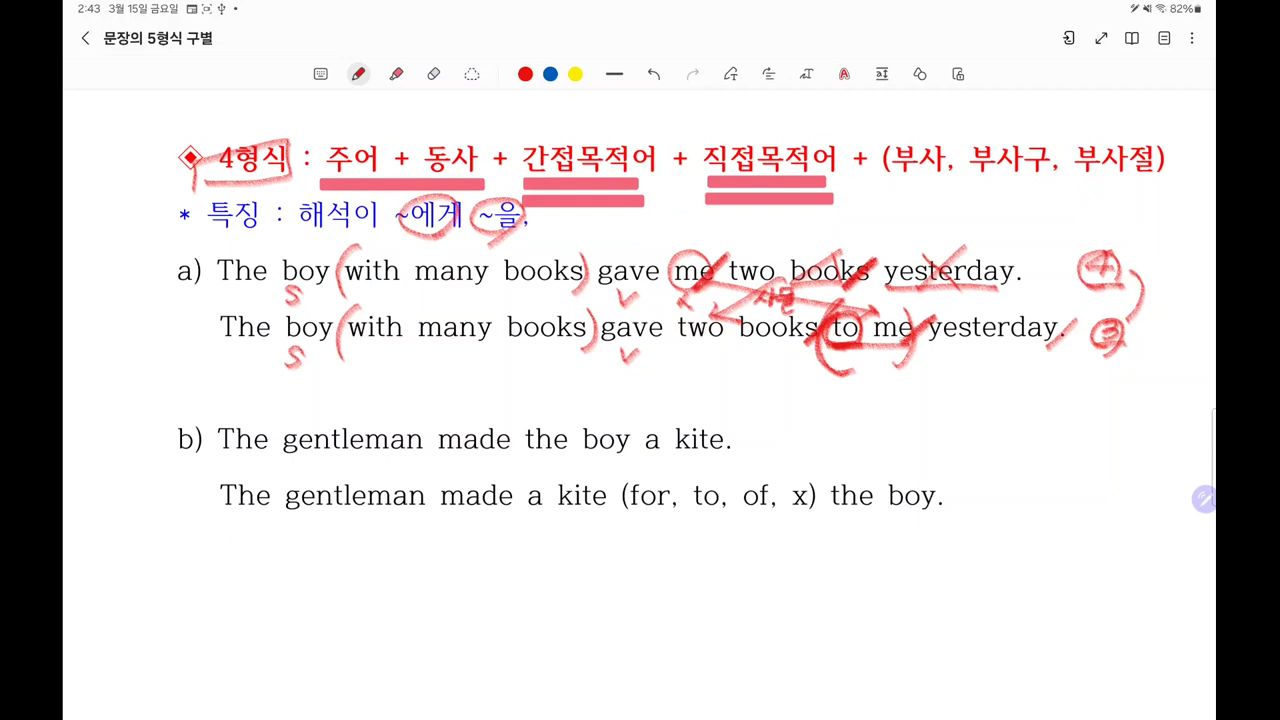 2:43 3월 15일 금요일 82%
문장의 5형식 구별
4형식 : 주어 + 동사 + 간접목적어 + 직접목적어 + (부사, 부사구, 부사절)
* 특징 : 해석이 ~에게 ~을,
a) The boy (with many books) gave me two books yesterday. ④
S V 사물
The boy (with many books) gave two books (to me) yesterday. ③
S V
b) The gentleman made the boy a kite.
The gentleman made a kite (for, to, of, x) the boy.